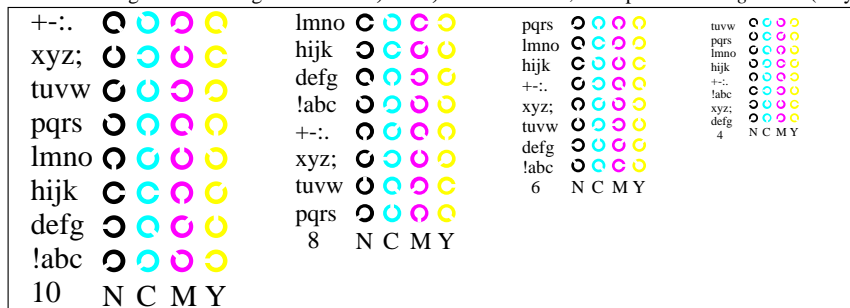 +-:.
xyz;
tuvw
pqrs
lmno
hijk
defg
!abc
10 N C M Y
lmno
hijk
defg
!abc
+-:.
xyz;
tuvw
pqrs
8 N C M Y
pqrs
lmno
hijk
+-:.
xyz;
tuvw
defg
!abc
6 N C M Y
tuvw
pqrs
lmno
hijk
+-:.
!abc
xyz;
defg
4 N C M Y